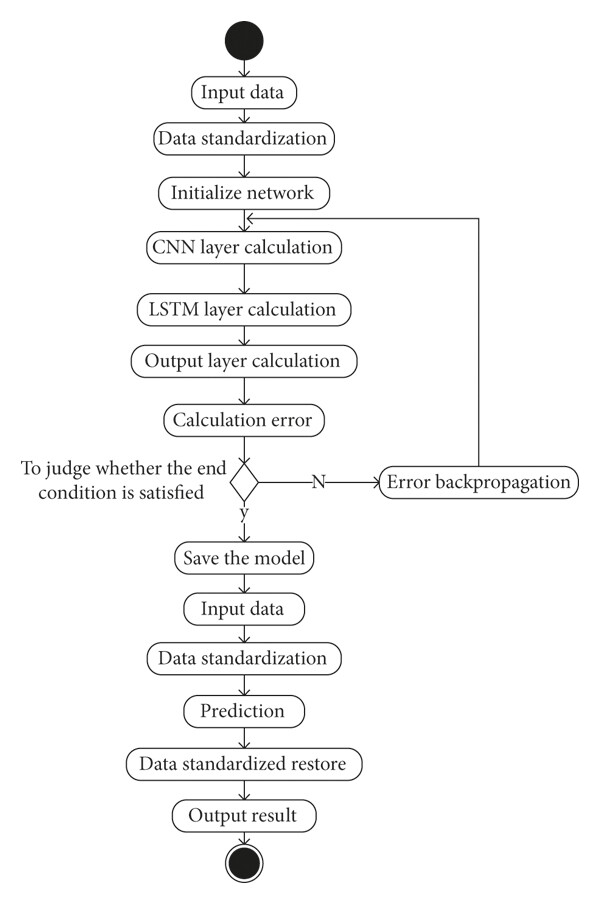 Input data
Data standardization
Initialize network
CNN layer calculation
LSTM layer calculation
Output layer calculation
Calculation error
To judge whether the end
condition is satisfied
N
Error backpropagation
y
Save the model
Input data
Data standardization
Prediction
Data standardized restore
Output result